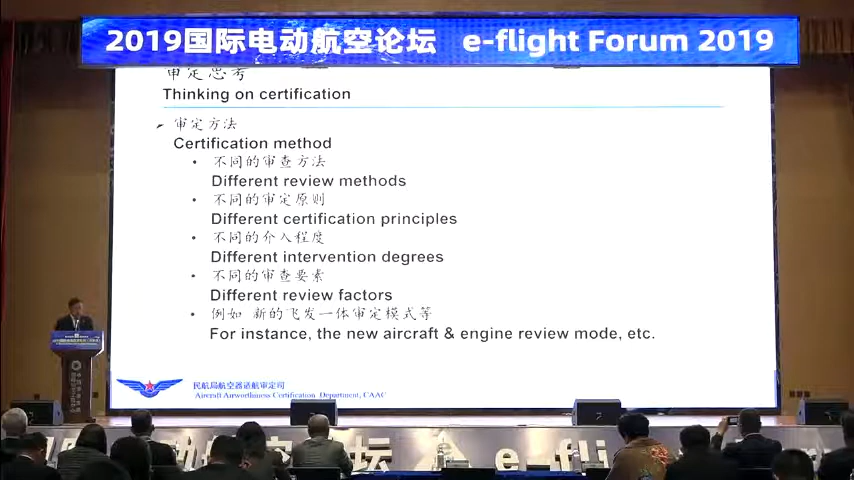 2019国际电动航空论坛 e-flight Forum 2019
审定思考
Thinking on certification
审定方法
Certification method
• 不同的审查方法
Different review methods
• 不同的审定原则
Different certification principles
• 不同的介入程度
Different intervention degrees
• 不同的审查要素
Different review factors
• 例如 新的飞发一体审定模式等
For instance, the new aircraft & engine review mode, etc.
民航局航空器适航审定司
Aircraft Airworthiness Certification Department, CAAC
论坛 e-fli